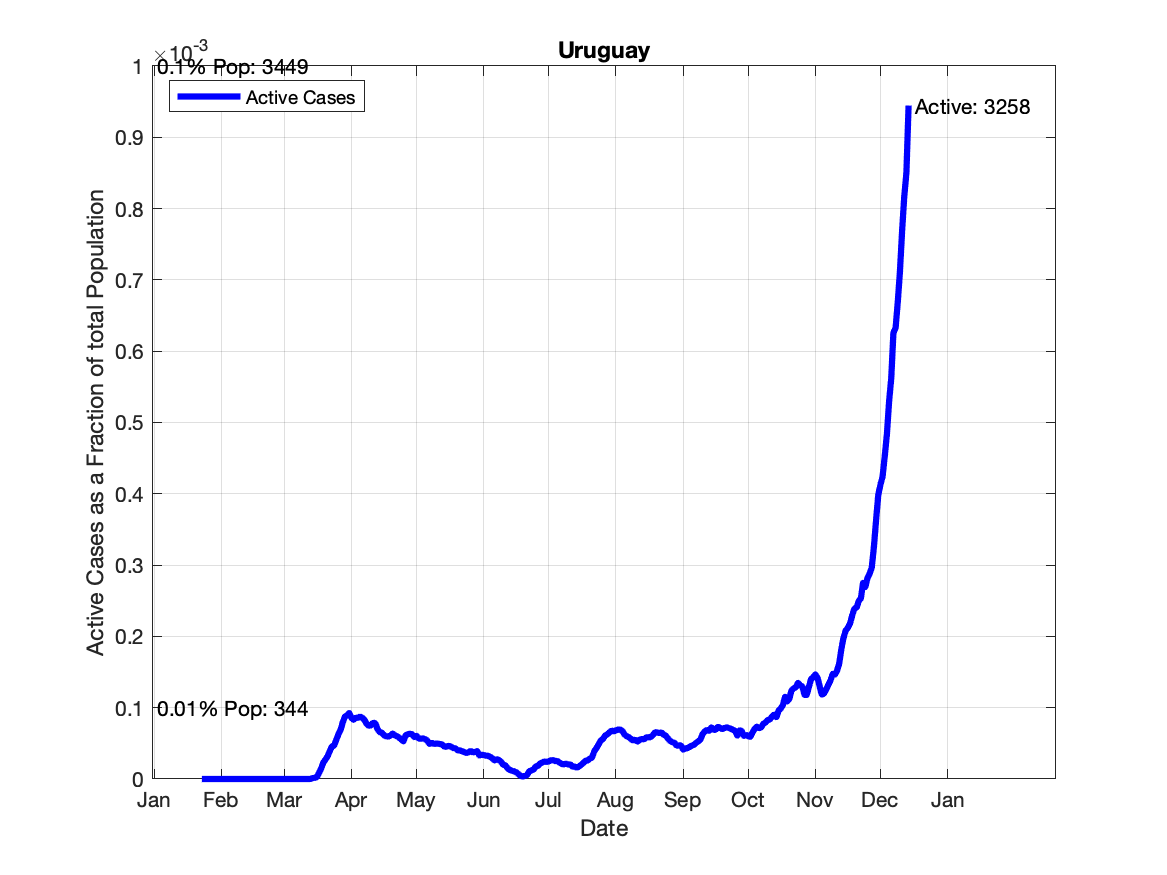 Uruguay
×10-3
0.1% Pop: 3449
Active Cases
Active: 3258
0.01% Pop: 344
Active Cases as a Fraction of total Population
1
0.9
0.8
0.7
0.6
0.5
0.4
0.3
0.2
0.1
0
Jan Feb Mar Apr May Jun Jul Aug Sep Oct Nov Dec Jan
Date